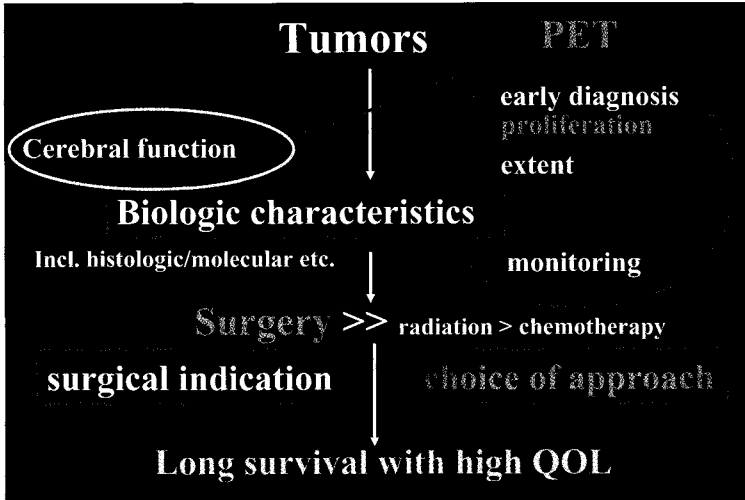 Tumors PET
early diagnosis
proliferation
Cerebral function
extent
Biologic characteristics
Incl. histologic/molecular etc.
monitoring
Surgery >> radiation > chemotherapy
surgical indication choice of approach
Long survival with high QOL